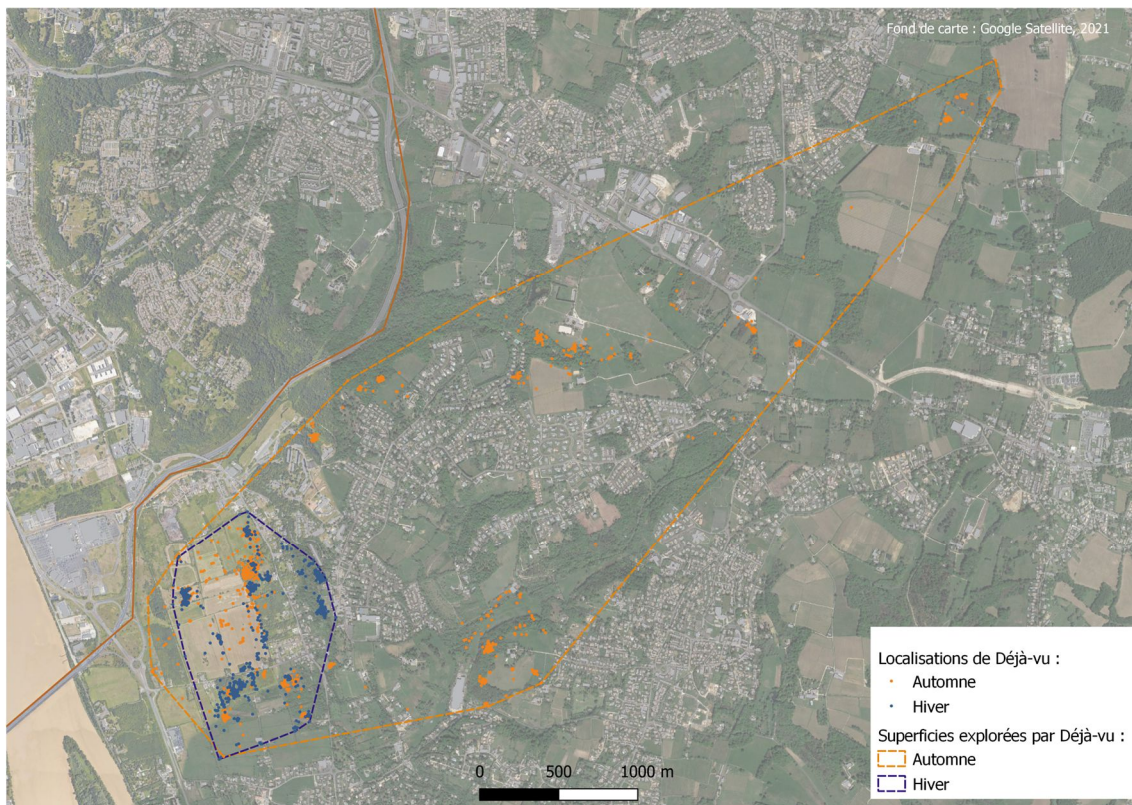 Fond de carte : Google Satellite, 2021
Localisations de Déjà-vu :
Automne
Hiver
Superficies explorées par Déjà-vu :
Automne
Hiver
0 500 1000 m